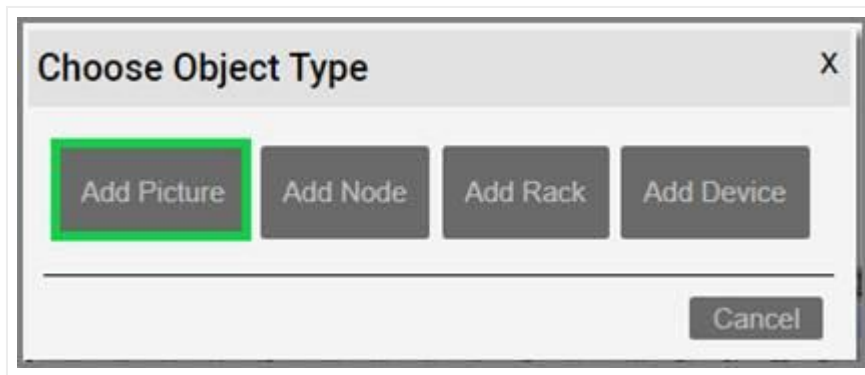 Choose Object Type X
Add Picture Add Node Add Rack Add Device
Cancel